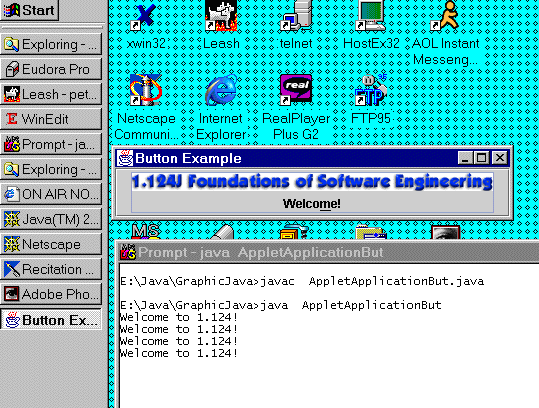 Start
Exploring - ...
Eudora Pro
Leash - pet...
WinEdit
Prompt - ja...
Exploring - ...
ON AIR NO...
Java(TM) 2...
Netscape
Recitation ...
Adobe Pho...
Button Ex...
xwin32
Leash
telnet
HostEx32
AOL Instant
Messeng...
Netscape
Communi...
Internet
Explorer
real
RealPlayer
Plus G2
FTP
FTP95
Button Example
1.124J Foundations of Software Engineering
Welcome!
MS
Prompt - java AppletApplicationBut
E:\Java\GraphicJava>javac AppletApplicationBut.java
E:\Java\GraphicJava>java AppletApplicationBut
Welcome to 1.124!
Welcome to 1.124!
Welcome to 1.124!
Welcome to 1.124!